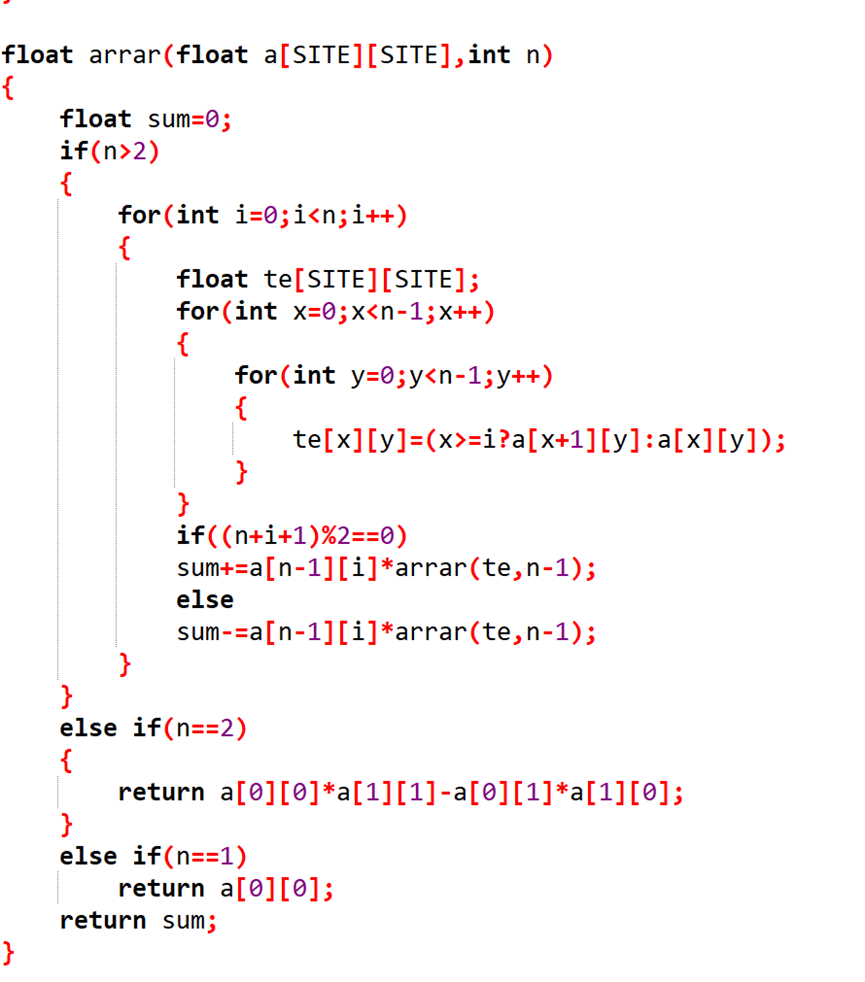 float arrar(float a[SITE][SITE],int n)
{
    float sum=0;
    if(n>2)
    {
        for(int i=0;i<n;i++)
        {
            float te[SITE][SITE];
            for(int x=0;x<n-1;x++)
            {
                for(int y=0;y<n-1;y++)
                {
                    te[x][y]=(x>=i?a[x+1][y]:a[x][y]);
                }
            }
            if((n+i+1)%2==0)
            sum+=a[n-1][i]*arrar(te,n-1);
            else
            sum-=a[n-1][i]*arrar(te,n-1);
        }
    }
    else if(n==2)
    {
        return a[0][0]*a[1][1]-a[0][1]*a[1][0];
    }
    else if(n==1)
        return a[0][0];
    return sum;
}